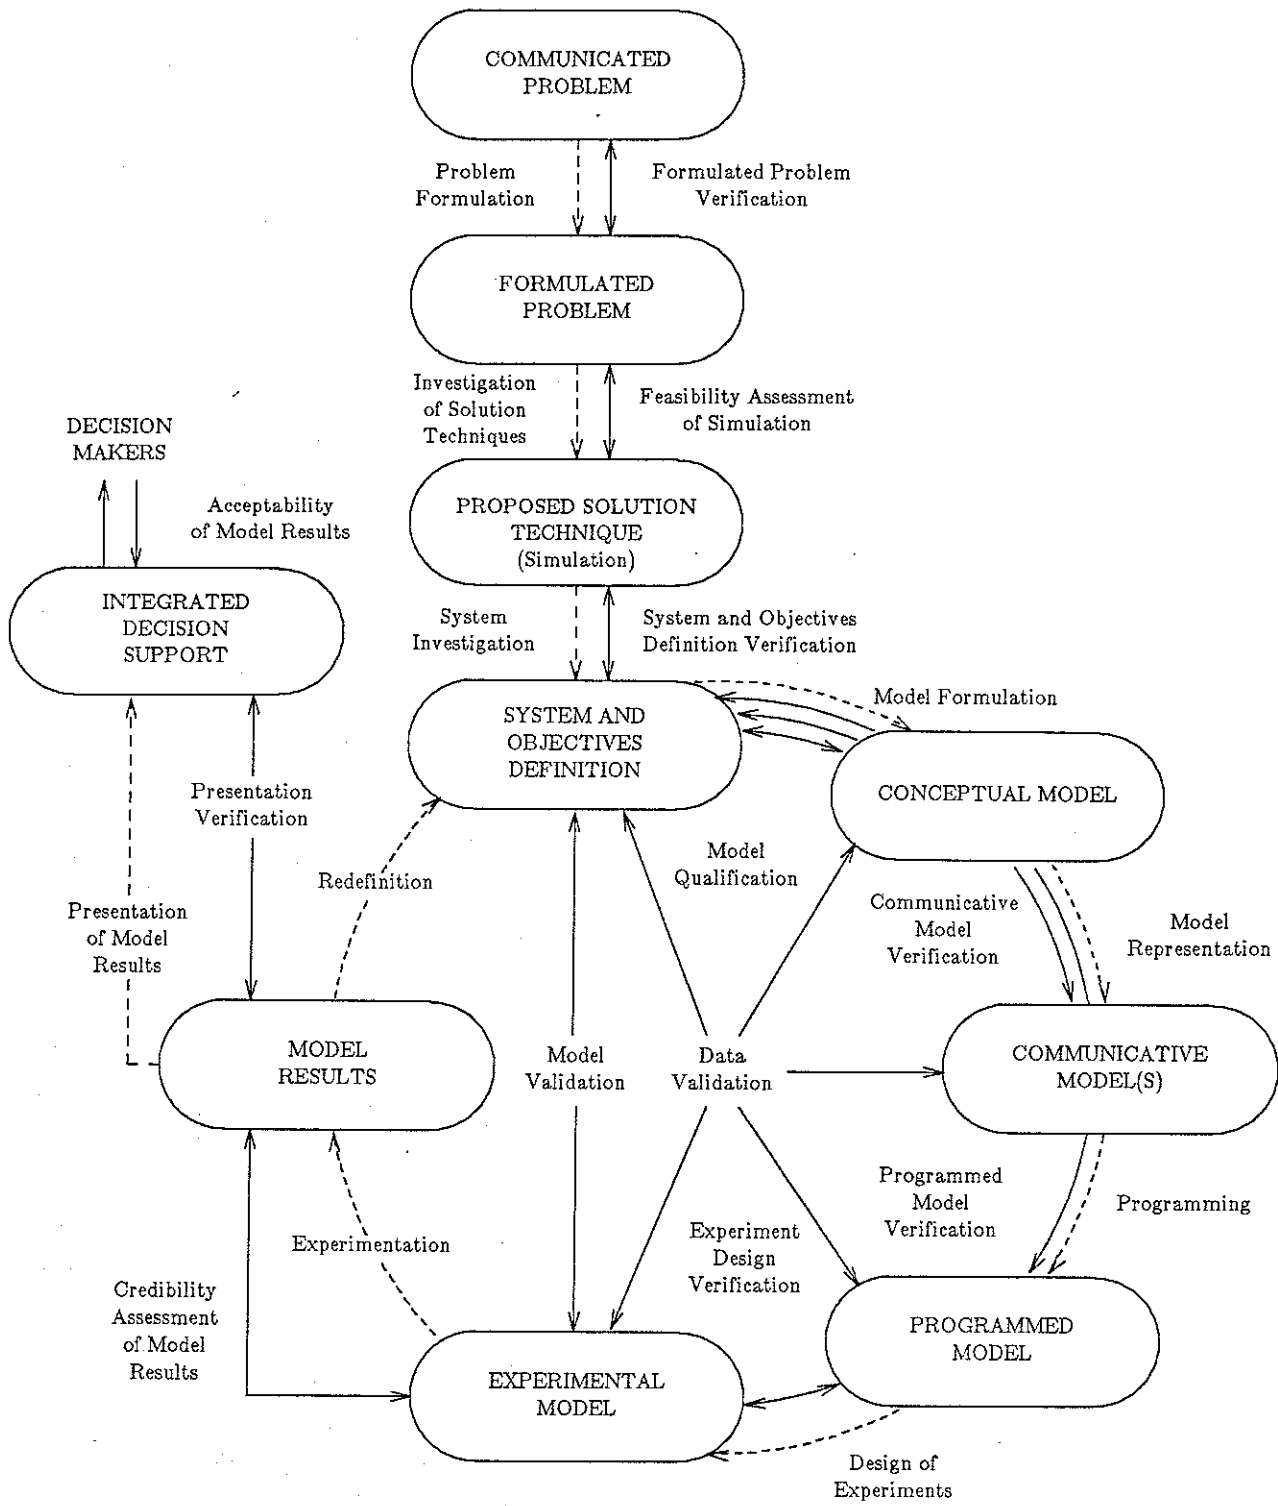 COMMUNICATED
PROBLEM
Problem
Formulation
Formulated Problem
Verification
FORMULATED
PROBLEM
Investigation
of Solution
Techniques
Feasibility Assessment
of Simulation
DECISION
MAKERS
Acceptability
of Model Results
PROPOSED SOLUTION
TECHNIQUE
(Simulation)
INTEGRATED
DECISION
SUPPORT
System
Investigation
System and Objectives
Definition Verification
SYSTEM AND
OBJECTIVES
DEFINITION
Model Formulation
CONCEPTUAL MODEL
Presentation
Verification
Redefinition
Model
Qualification
Presentation
of Model
Results
Communicative
Model
Verification
Model
Representation
MODEL
RESULTS
Model
Validation
Data
Validation
COMMUNICATIVE
MODEL(S)
Programmed
Model
Verification
Programming
Experimentation
Experiment
Design
Verification
Credibility
Assessment
of Model
Results
EXPERIMENTAL
MODEL
PROGRAMMED
MODEL
Design of
Experiments